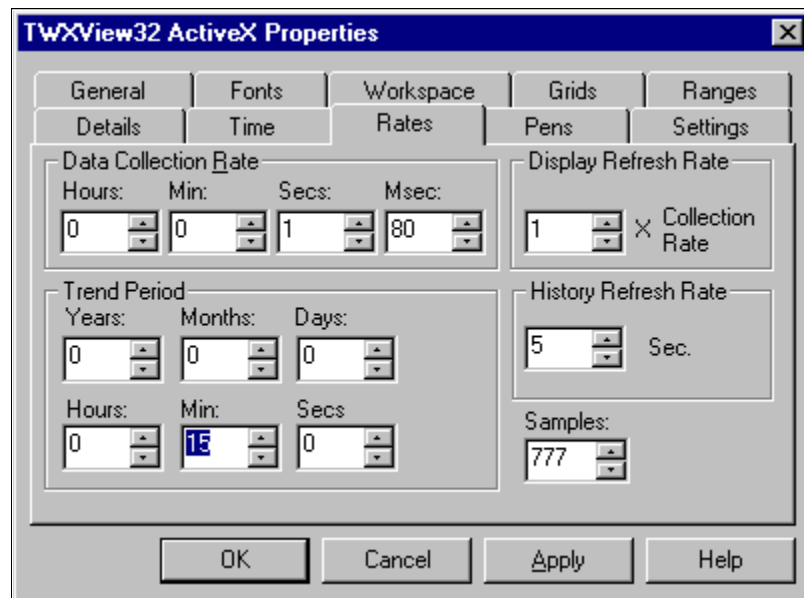 TWXView32 ActiveX Properties
General Fonts Workspace Grids Ranges
Details Time Rates Pens Settings
Data Collection Rate
Hours: Min: Secs: Msec:
0 0 1 80
Display Refresh Rate
1 X Collection
Rate
Trend Period
Years: Months: Days:
0 0 0
Hours: Min: Secs
0 15 0
History Refresh Rate
5 Sec.
Samples:
777
OK Cancel Apply Help